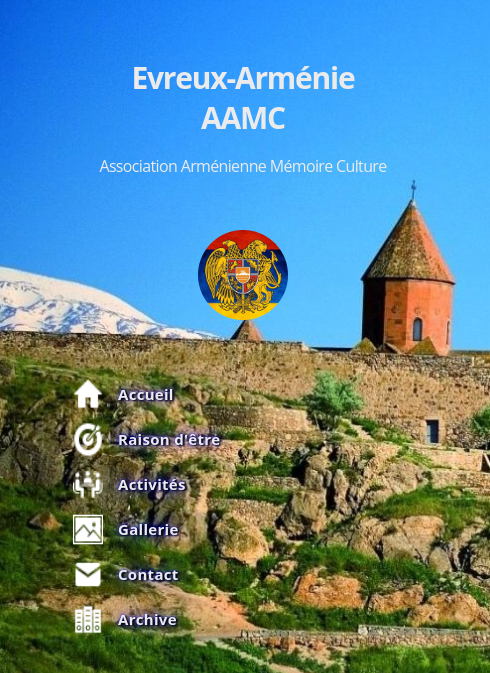 Evreux-Arménie
AAMC
Association Arménienne Mémoire Culture
Accueil
Raison d'être
Activités
Gallerie
Contact
Archive